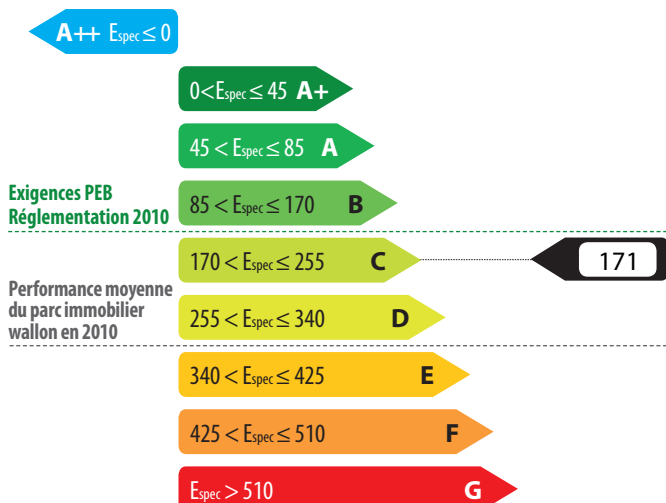 A++ Espec ≤ 0
0<Espec ≤ 45 A+
45 < Espec ≤ 85 A
Exigences PEB
Réglementation 2010
85 < Espec ≤ 170 B
170 < Espec ≤ 255 C
171
Performance moyenne
du parc immobilier
wallon en 2010
255 < Espec ≤ 340 D
340 < Espec ≤ 425 E
425 < Espec ≤ 510 F
Espec > 510 G